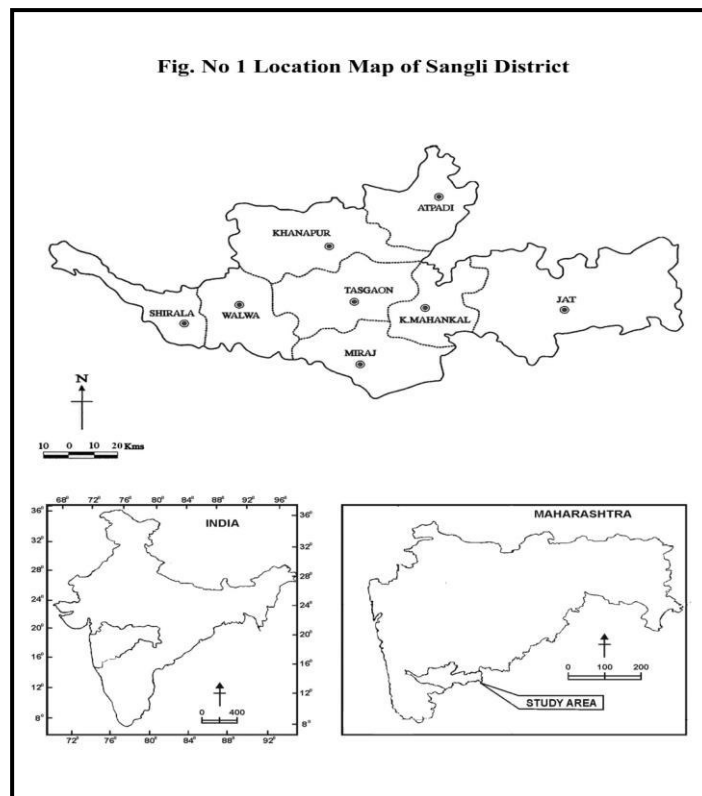 Fig. No 1 Location Map of Sangli District
ATPADI
KHANAPUR
TASGAON
JAT
SHIRALA
WALWA
K.MAHANKAL
MIRAJ
N
10 0 10 20 Kms
68° 72° 76° 80° 84° 88° 92° 96°
INDIA
36° 36°
32° 32°
28° 28°
24° 24°
20° 20°
16° 16°
12° 12°
8° 8°
0 400
72° 76° 80° 84° 88° 92°
MAHARASHTRA
0 100 200
STUDY AREA